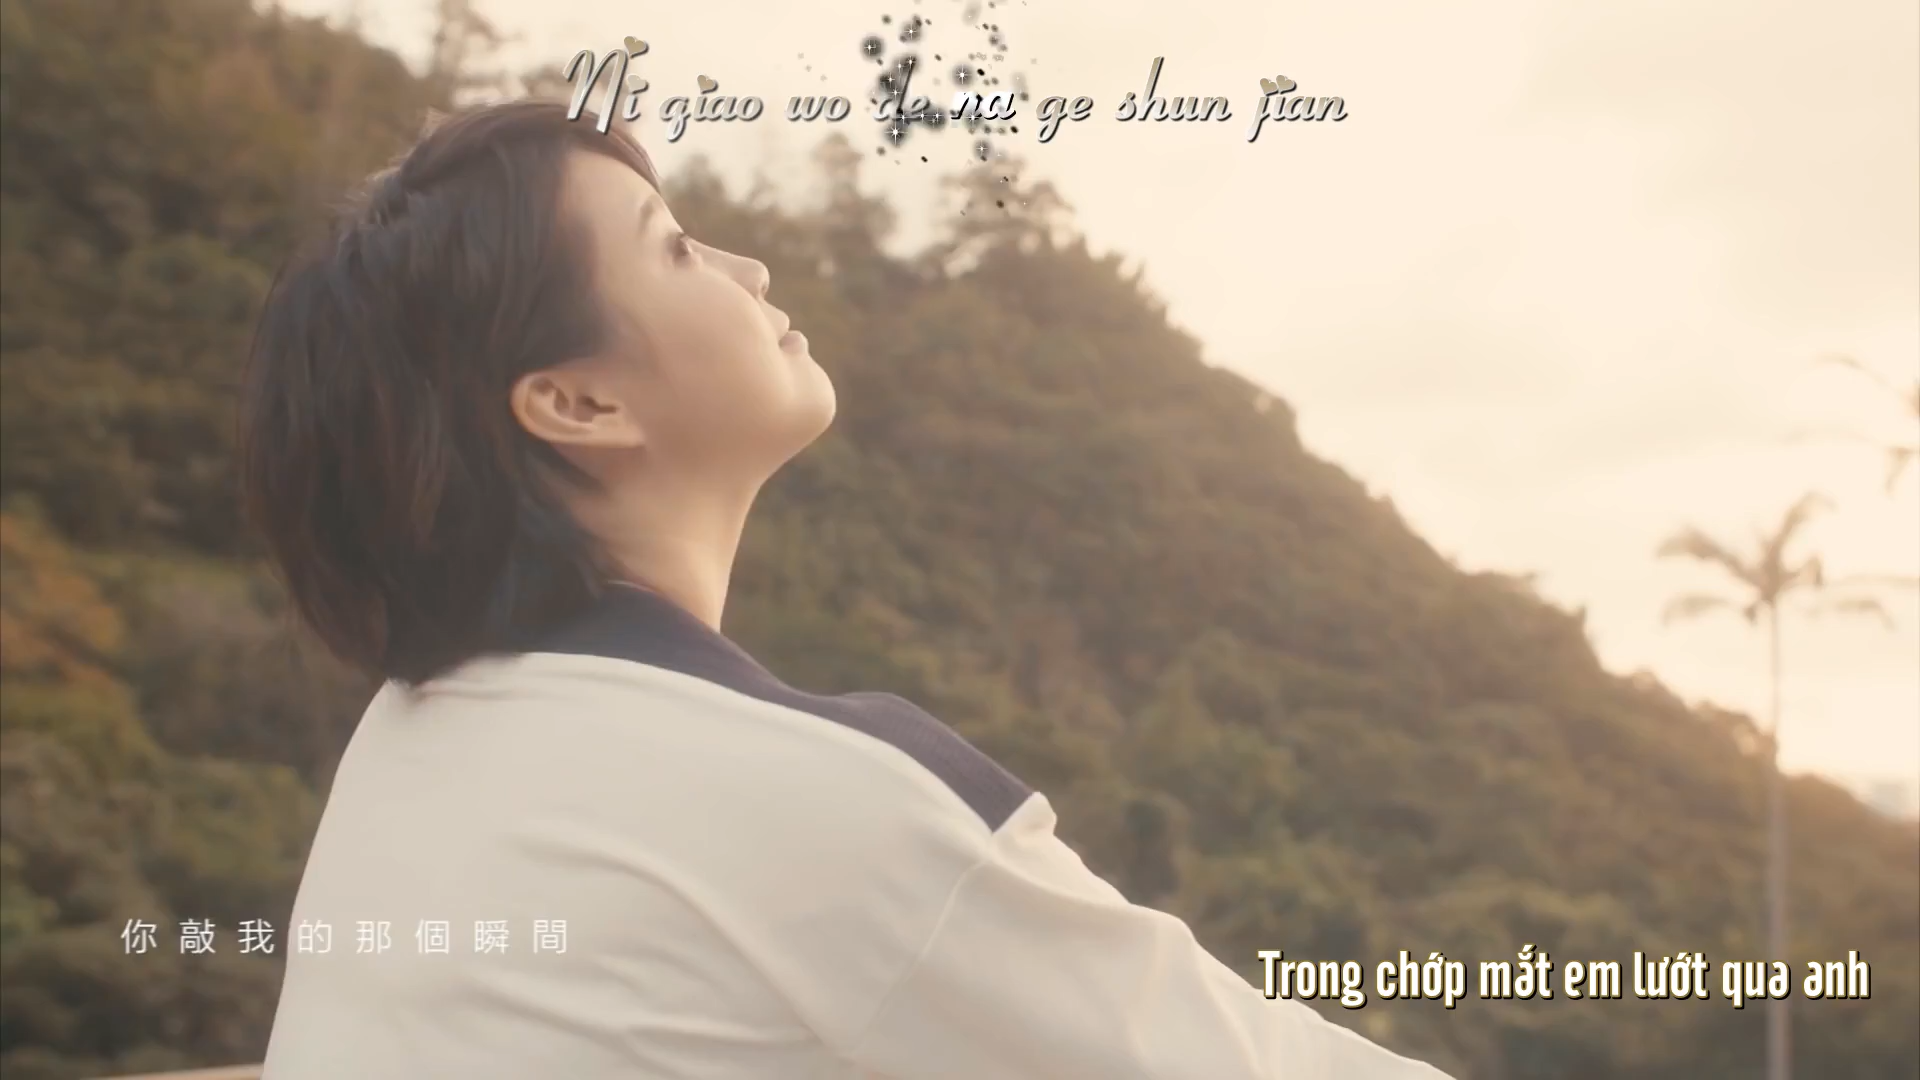 Ni qiao wo de na ge shun jian
你敲我的那個瞬間
Trong chớp mắt em lướt qua anh